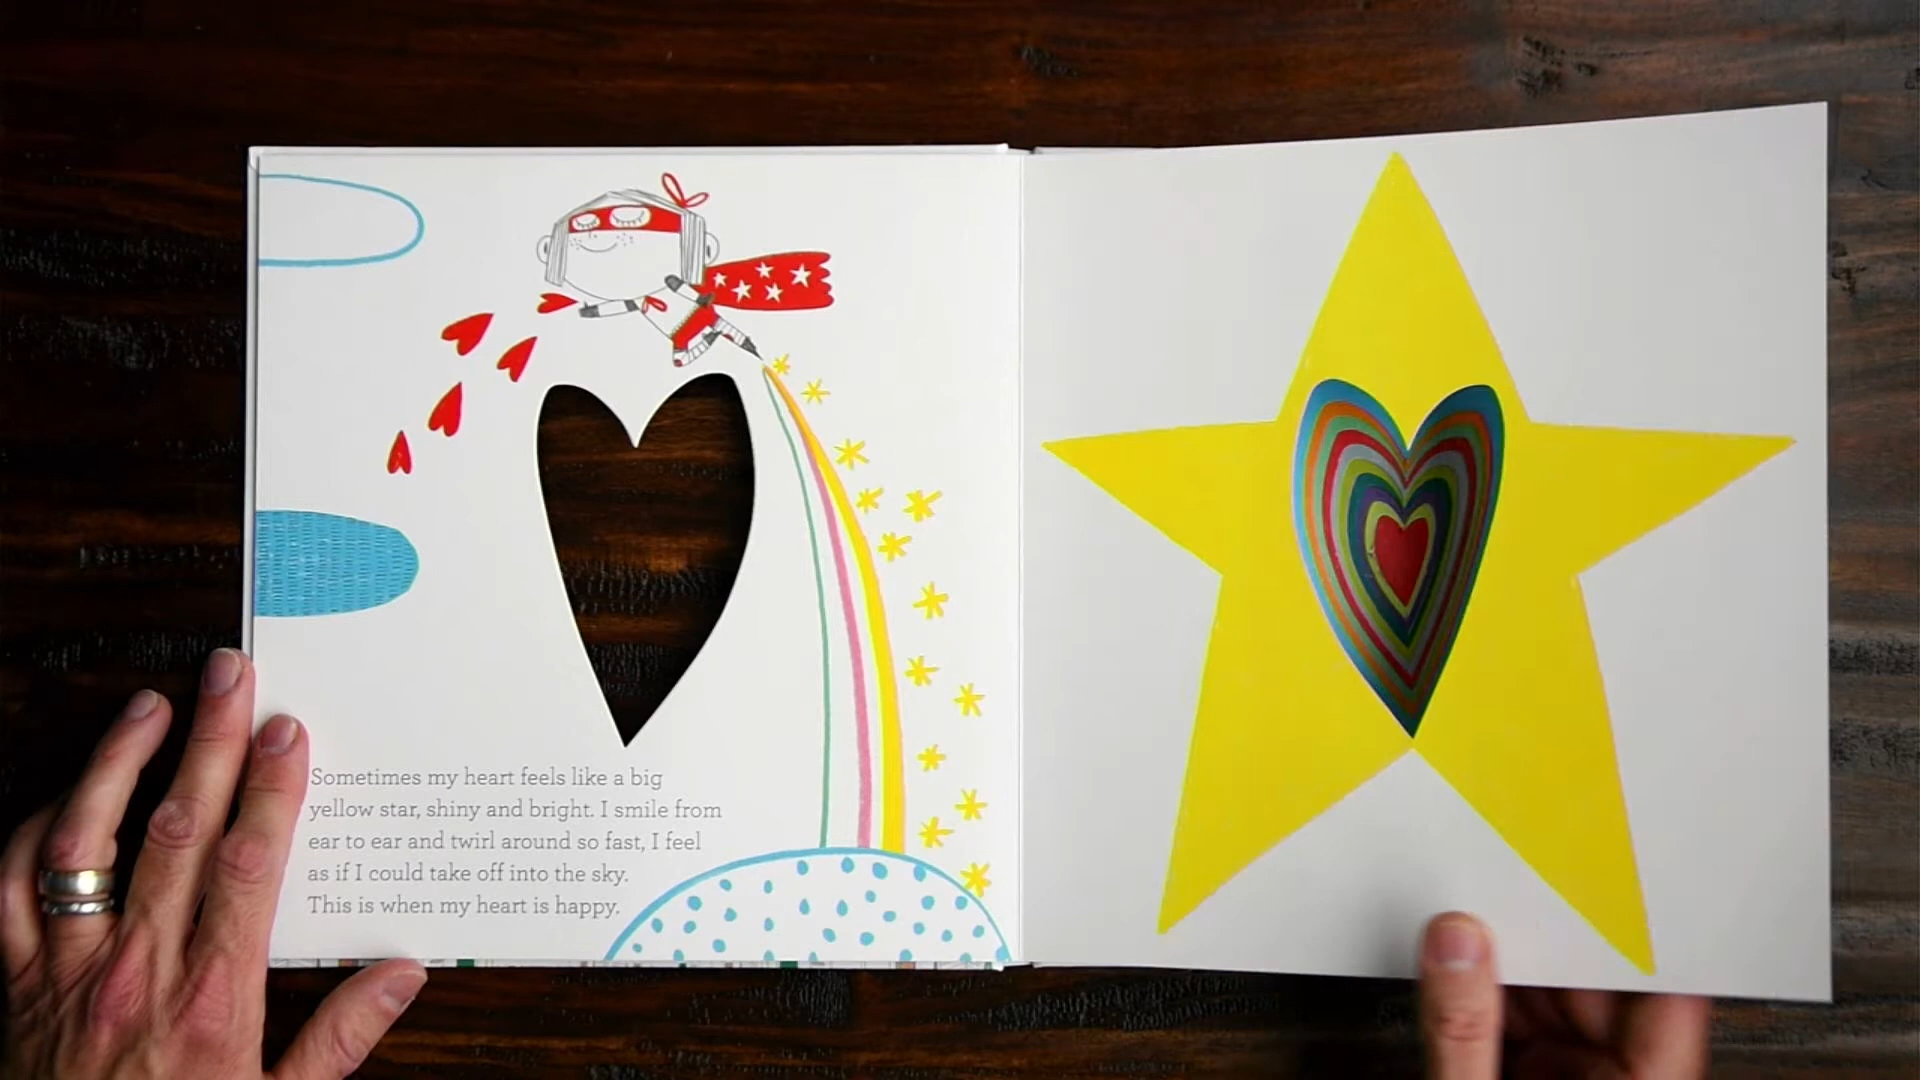 Sometimes my heart feels like a big
yellow star, shiny and bright. I smile from
ear to ear and twirl around so fast, I feel
as if I could take off into the sky.
This is when my heart is happy.